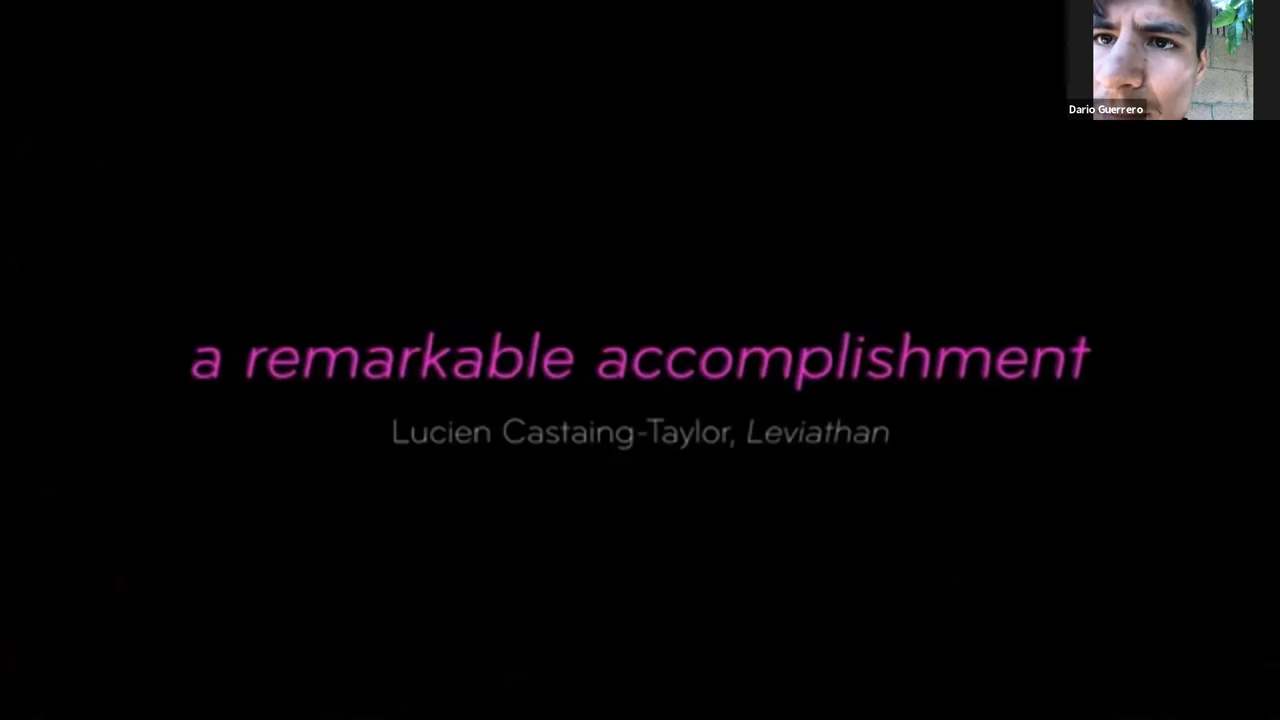 Dario Guerrero
a remarkable accomplishment
Lucien Castaing-Taylor, Leviathan